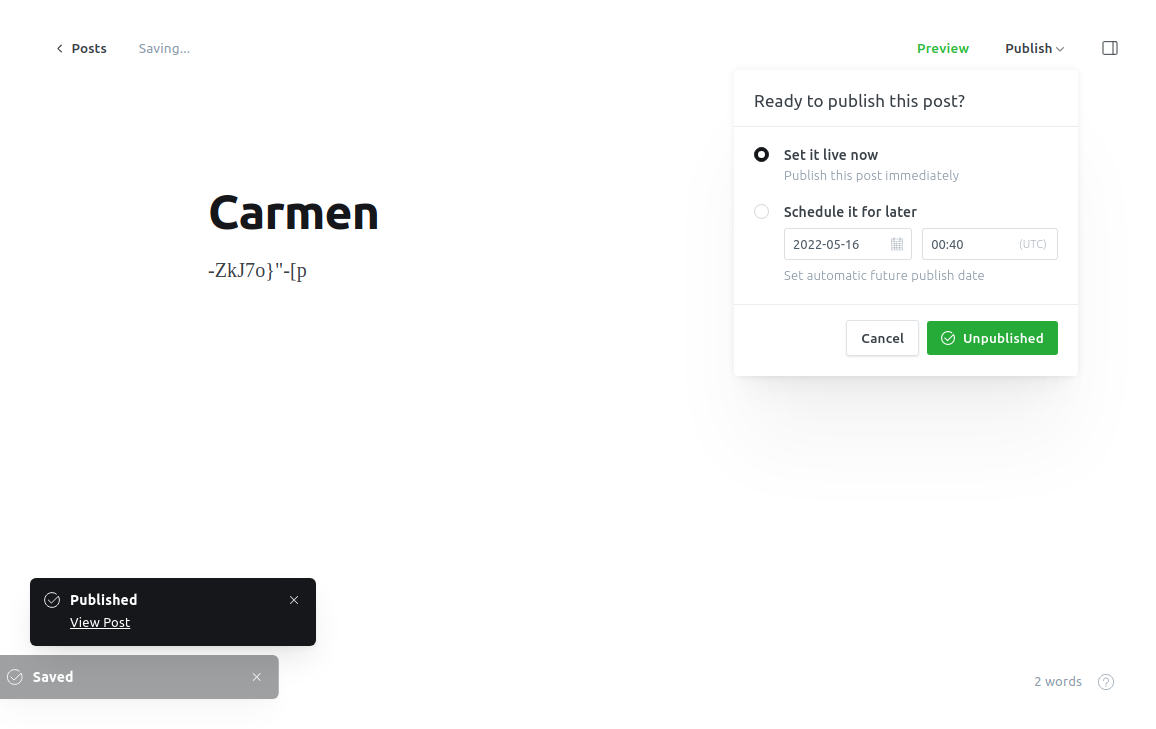 Posts
Saving...
Preview
Publish
Ready to publish this post?
Set it live now
Publish this post immediately
Schedule it for later
2022-05-16
00:40
(UTC)
Set automatic future publish date
Cancel
Unpublished
Carmen
-ZkJ7o}"-[p
Published
View Post
Saved
2 words
?